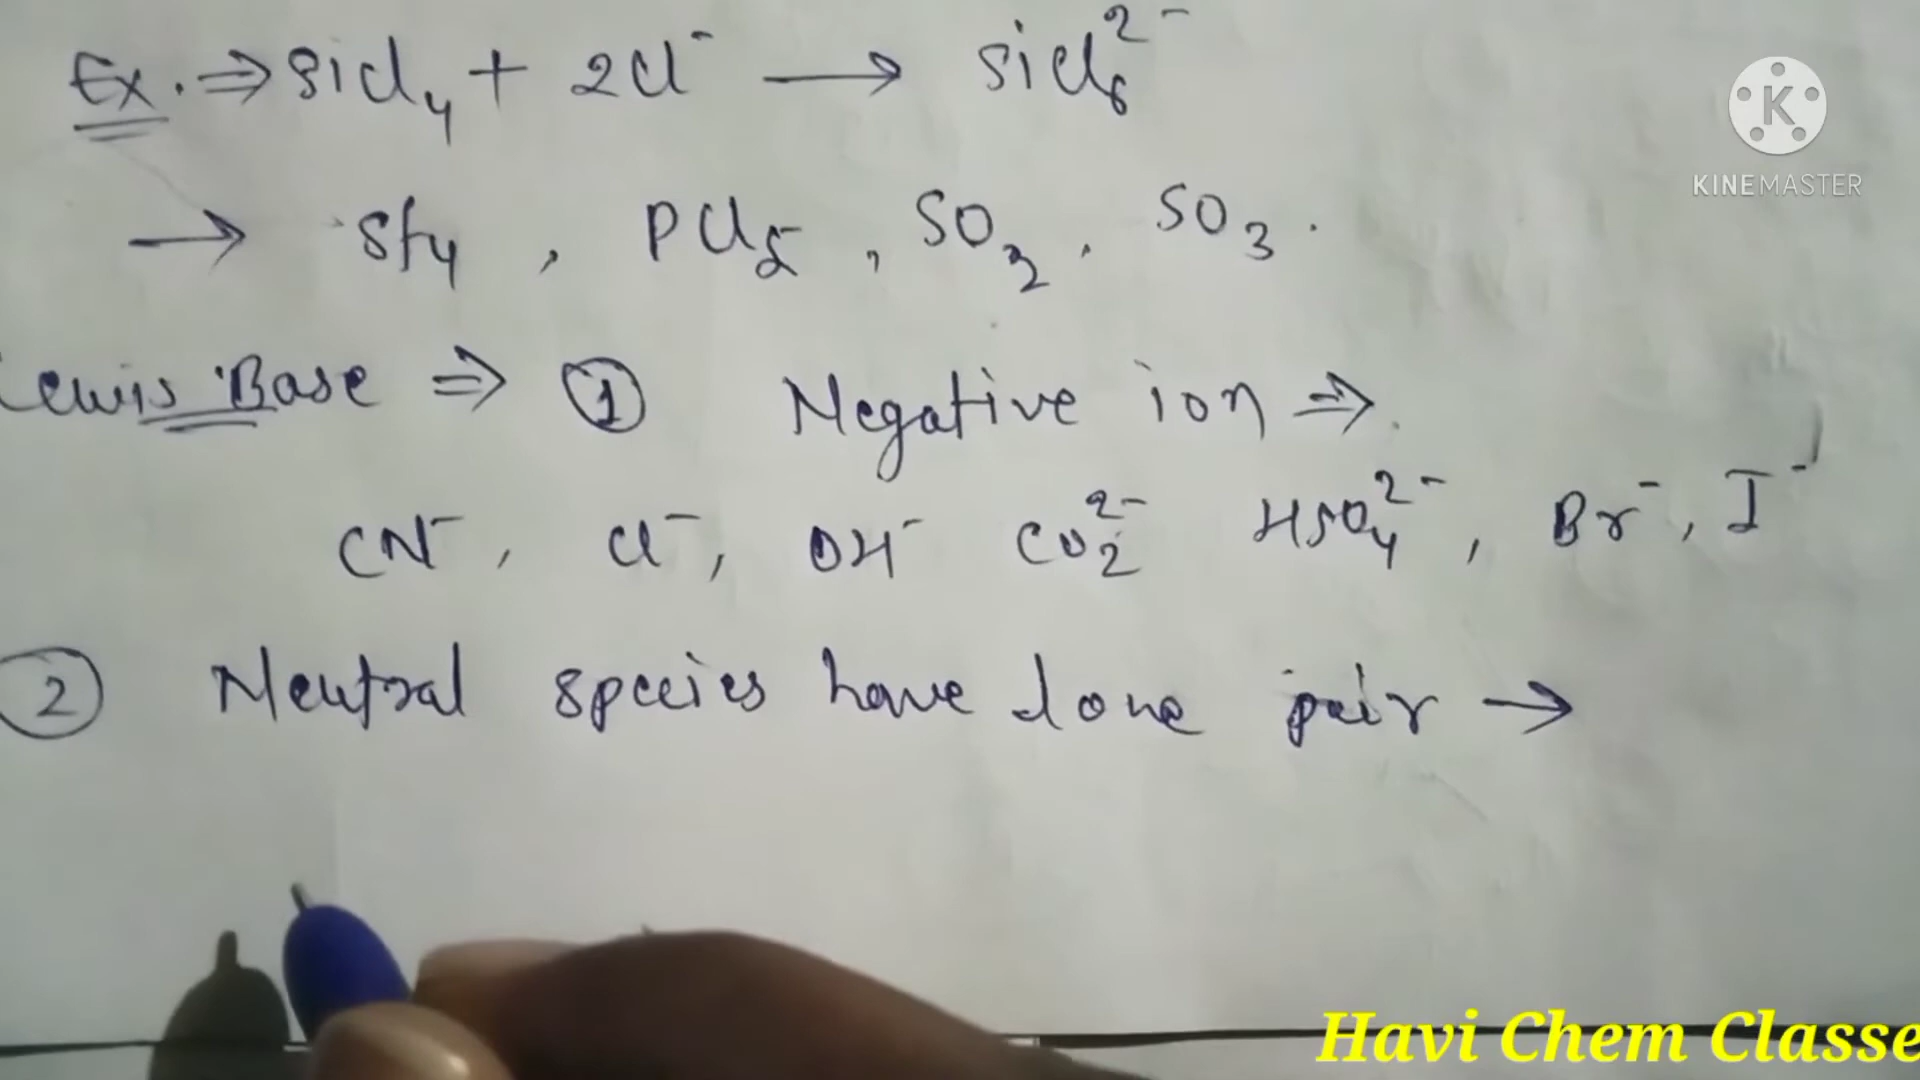 Ex. ⇒ SiCl4 + 2Cl⁻ → SiCl6²⁻
K
KINEMASTER
→ Sf4, PCl5, SO2, SO3.
Lewis Base ⇒ ① Negative ion ⇒
CN⁻, Cl⁻, OH⁻ CO2²⁻ HSO4²⁻, Br⁻, I⁻
② Neutral species have lone pair →
Havi Chem Classe